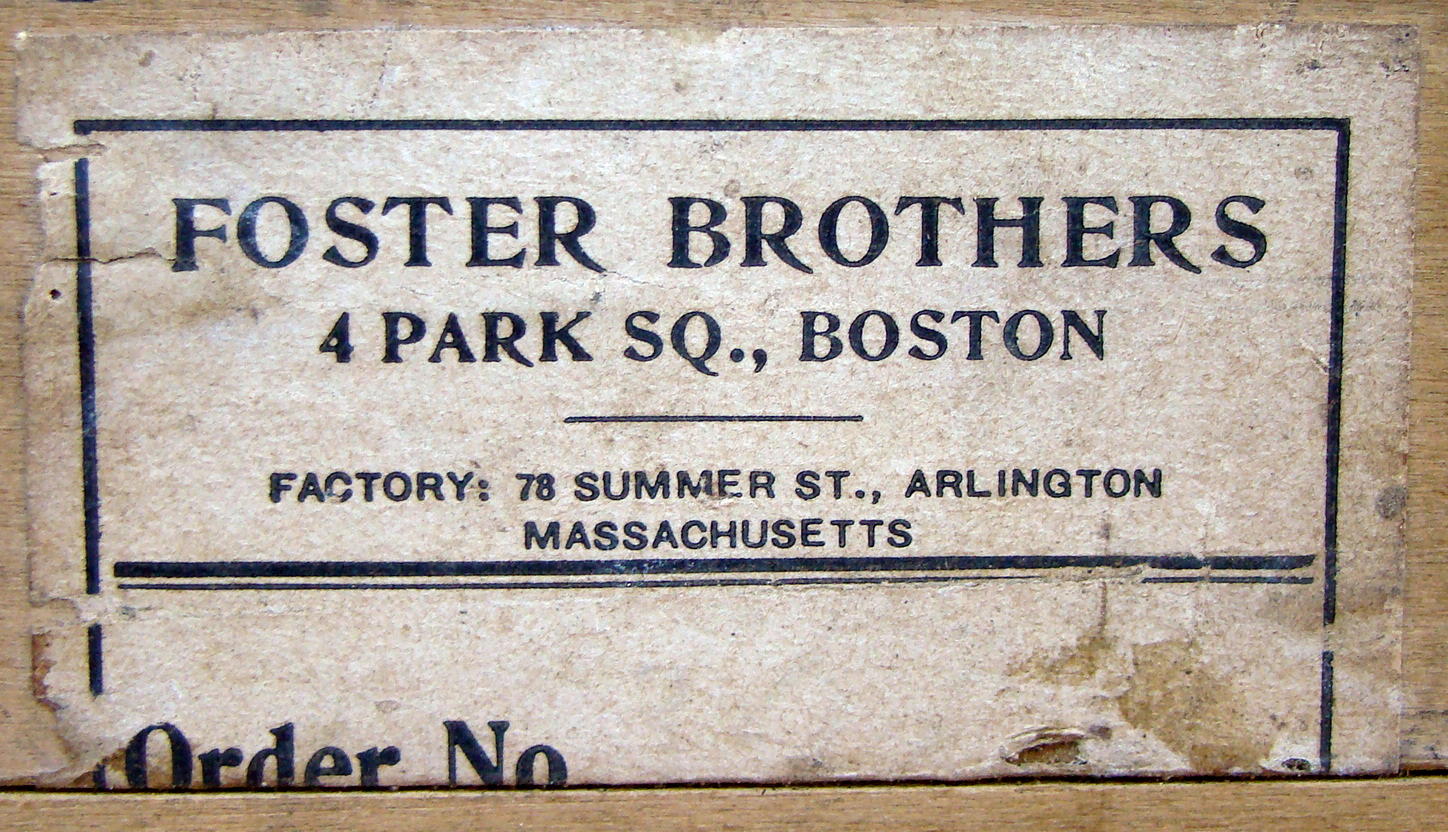 FOSTER BROTHERS
4 PARK SQ., BOSTON
FACTORY: 78 SUMMER ST., ARLINGTON
MASSACHUSETTS
Order No